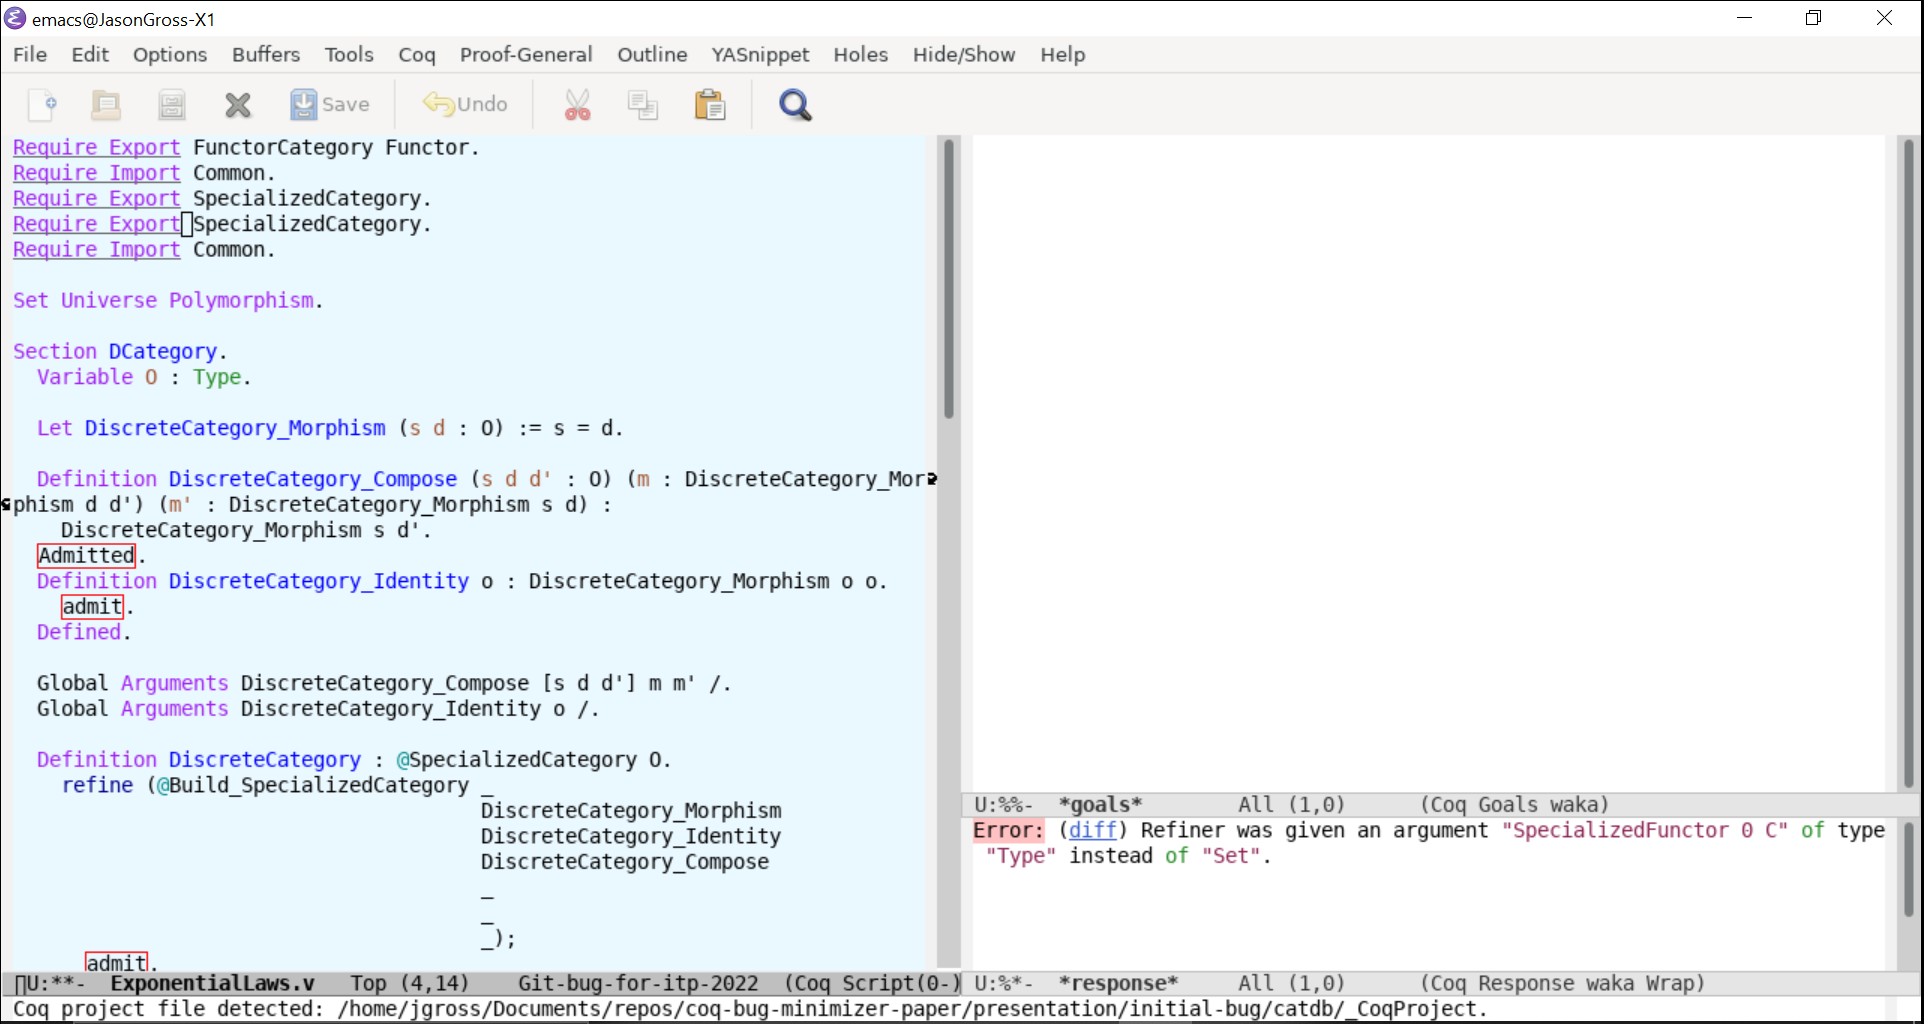 emacs@JasonGross-X1
File Edit Options Buffers Tools Coq Proof-General Outline YASnippet Holes Hide/Show Help
Save Undo
Require Export FunctorCategory Functor.
Require Import Common.
Require Export SpecializedCategory.
Require Export SpecializedCategory.
Require Import Common.
Set Universe Polymorphism.
Section DCategory.
Variable O : Type.
Let DiscreteCategory_Morphism (s d : O) := s = d.
Definition DiscreteCategory_Compose (s d d' : O) (m : DiscreteCategory_Mor
phism d d') (m' : DiscreteCategory_Morphism s d) :
DiscreteCategory_Morphism s d'.
Admitted.
Definition DiscreteCategory_Identity o : DiscreteCategory_Morphism o o.
admit.
Defined.
Global Arguments DiscreteCategory_Compose [s d d'] m m' /.
Global Arguments DiscreteCategory_Identity o /.
Definition DiscreteCategory : @SpecializedCategory O.
refine (@Build_SpecializedCategory _
DiscreteCategory_Morphism
DiscreteCategory_Identity
DiscreteCategory_Compose
_
_
_);
admit.
U:**-  ExponentialLaws.v   Top (4,14)    Git-bug-for-itp-2022  (Coq Script(0-)
U:%%-  *goals*        All (1,0)      (Coq Goals waka)
Error: (diff) Refiner was given an argument "SpecializedFunctor 0 C" of type
"Type" instead of "Set".
U:%*-  *response*     All (1,0)      (Coq Response waka Wrap)
Coq project file detected: /home/jgross/Documents/repos/coq-bug-minimizer-paper/presentation/initial-bug/catdb/_CoqProject.